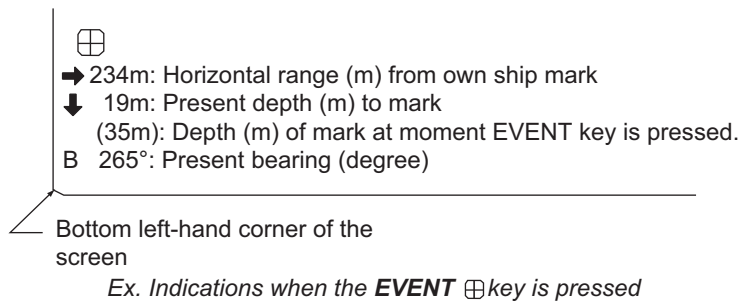 234m: Horizontal range (m) from own ship mark
19m: Present depth (m) to mark
(35m): Depth (m) of mark at moment EVENT key is pressed.
B 265°: Present bearing (degree)
Bottom left-hand corner of the
screen
Ex. Indications when the EVENT key is pressed